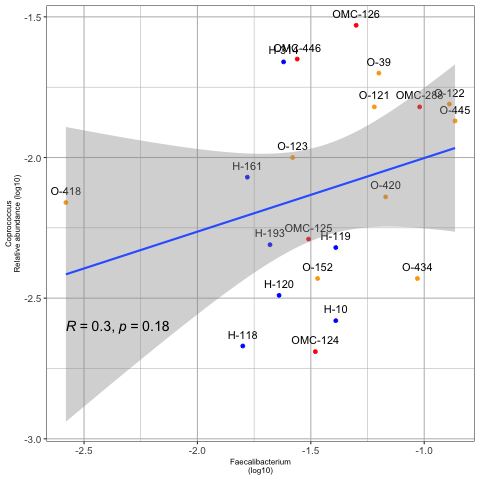 -1.5
-2.0
-2.5
-3.0
Coprococcus
Relative abundance (log10)
OMC-126
H-314
OMC-446
O-39
O-121
OMC-288
O-122
O-445
O-123
H-161
O-418
O-420
OMC-125
H-193
H-119
O-152
O-434
H-120
H-10
R = 0.3, p = 0.18
H-118
OMC-124
-2.5
-2.0
-1.5
-1.0
Faecalibacterium
(log10)